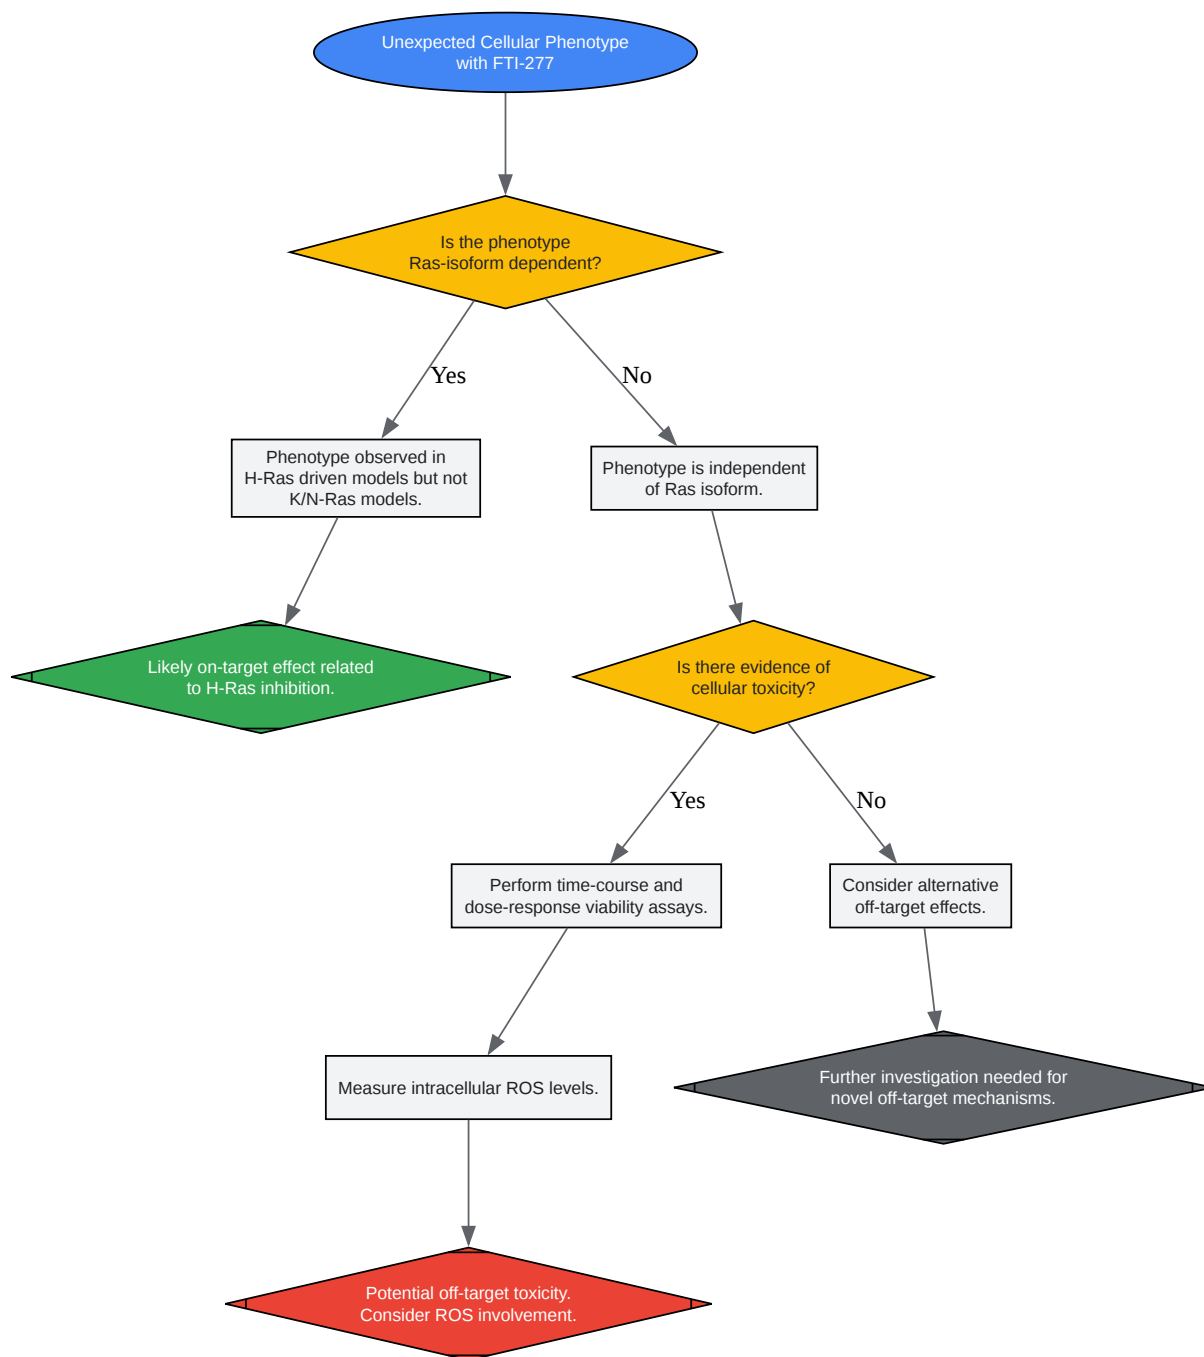 Unexpected Cellular Phenotype
with FTI-277
Is the phenotype
Ras-isoform dependent?
Yes
No
Phenotype observed in
H-Ras driven models but not
K/N-Ras models.
Phenotype is independent
of Ras isoform.
Likely on-target effect related
to H-Ras inhibition.
Is there evidence of
cellular toxicity?
Yes
No
Perform time-course and
dose-response viability assays.
Consider alternative
off-target effects.
Measure intracellular ROS levels.
Further investigation needed for
novel off-target mechanisms.
Potential off-target toxicity.
Consider ROS involvement.